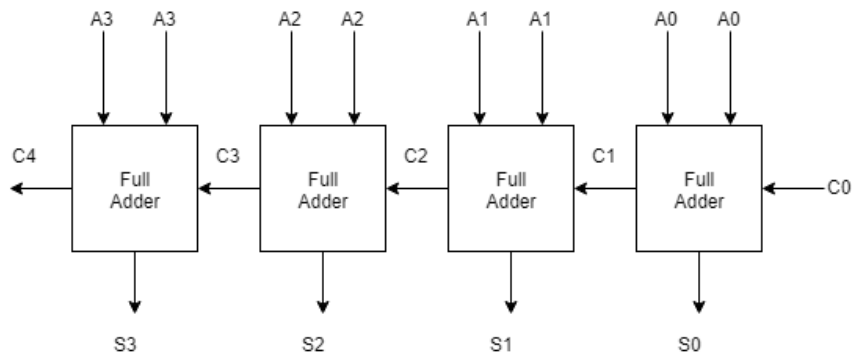 A3 A3 A2 A2 A1 A1 A0 A0
C4 C3 C2 C1
Full Adder Full Adder Full Adder Full Adder
C0
S3 S2 S1 S0